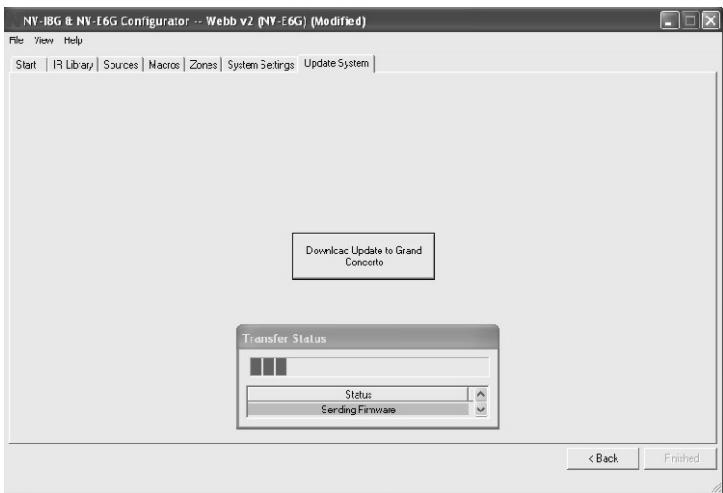 NV-I8G & NV-E6G Configurator -- Webb v2 (NV-E6G) (Modified)
File View Help
Start IR Library Sources Macros Zones System Settings Update System
Download Update to Grand
Concerto
Transfer Status
Status
Sending Firmware
< Back Finished